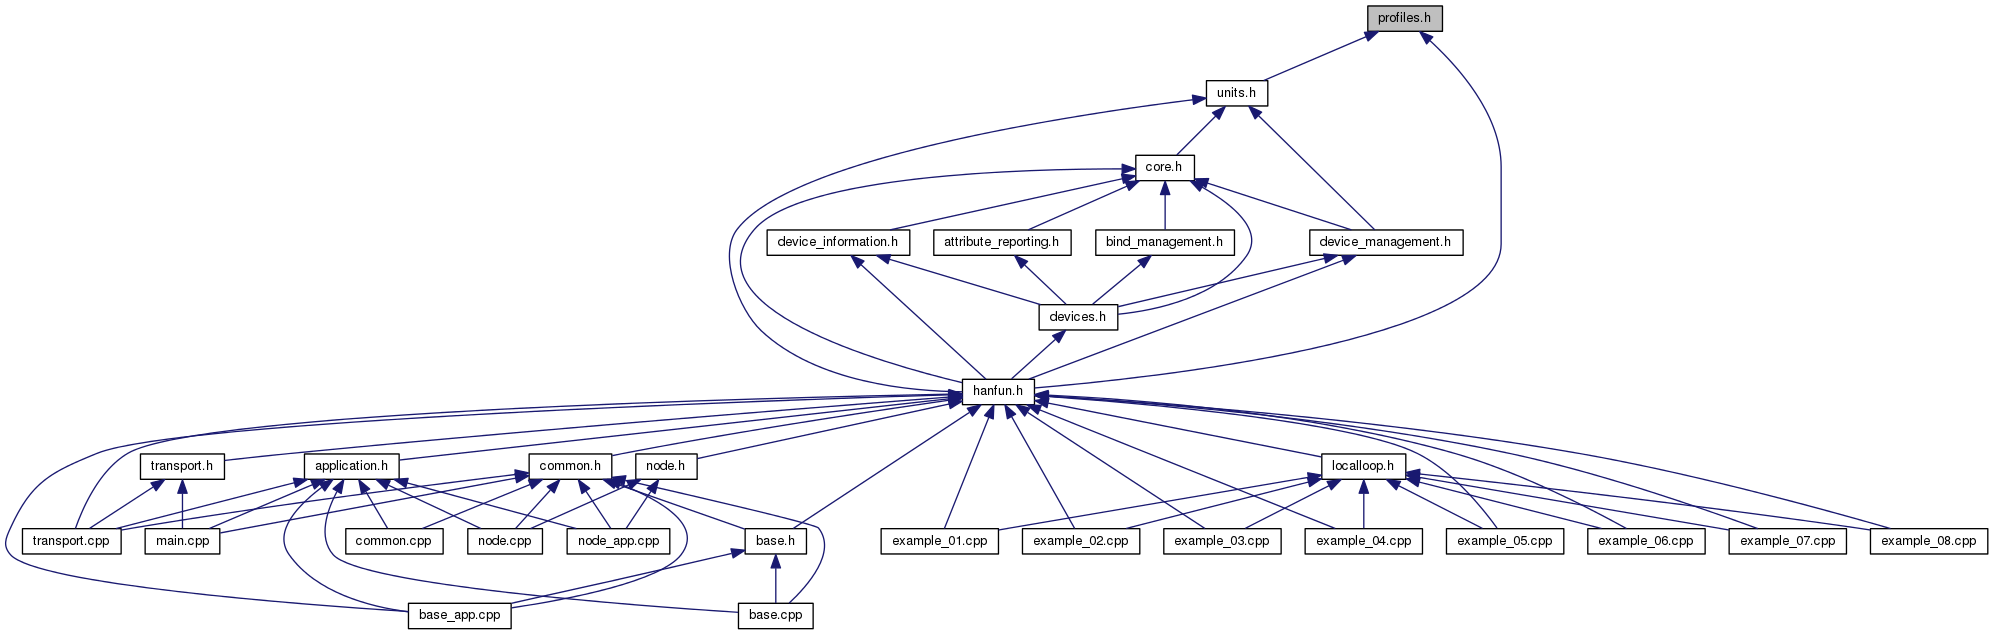 profiles.h
units.h
core.h
device_information.h
attribute_reporting.h
bind_management.h
device_management.h
devices.h
hanfun.h
transport.h
application.h
common.h
node.h
localloop.h
transport.cpp
main.cpp
common.cpp
node.cpp
node_app.cpp
base.h
example_01.cpp
example_02.cpp
example_03.cpp
example_04.cpp
example_05.cpp
example_06.cpp
example_07.cpp
example_08.cpp
base_app.cpp
base.cpp